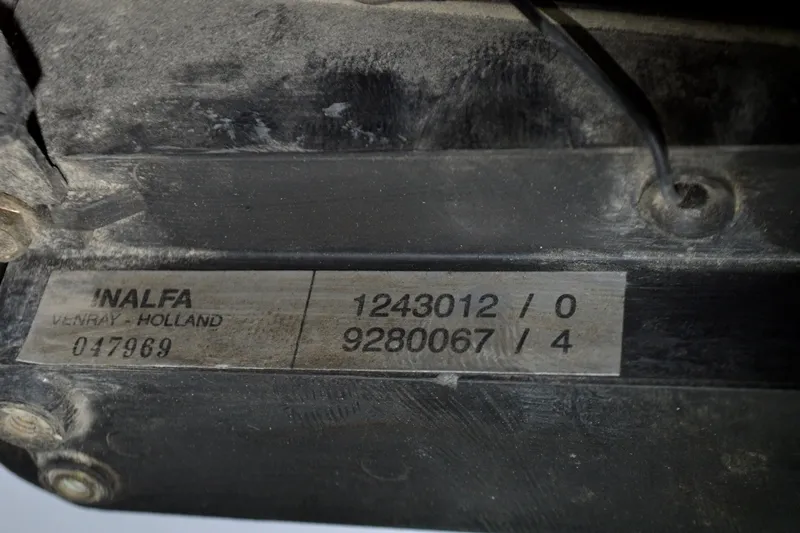 INALFA
VENRAY - HOLLAND
047969
1243012 / 0
9280067 / 4